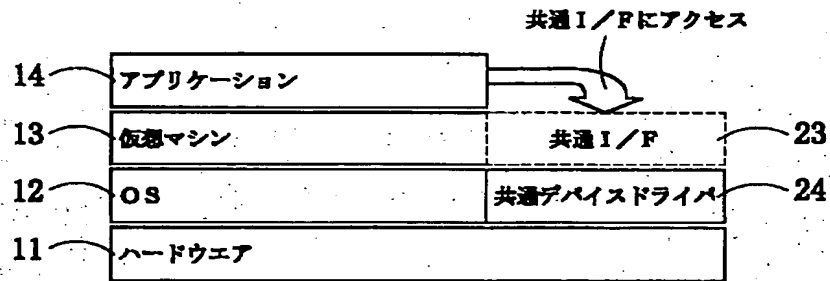 共通I/Fにアクセス
14 アプリケーション
13 仮想マシン 共通I/F 23
12 OS 共通デバイスドライバ 24
11 ハードウエア